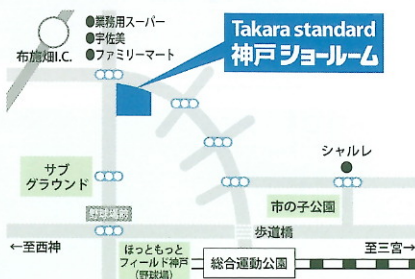 ●業務用スーパー
●宇佐美
●ファミリーマート
布施畑I.C.
Takara standard
神戸ショールーム
サブ
グラウンド
シャルレ
市の子公園
野球場前
←至西神
歩道橋
至三宮→
ほっともっと
フィールド神戸
(野球場)
総合運動公園